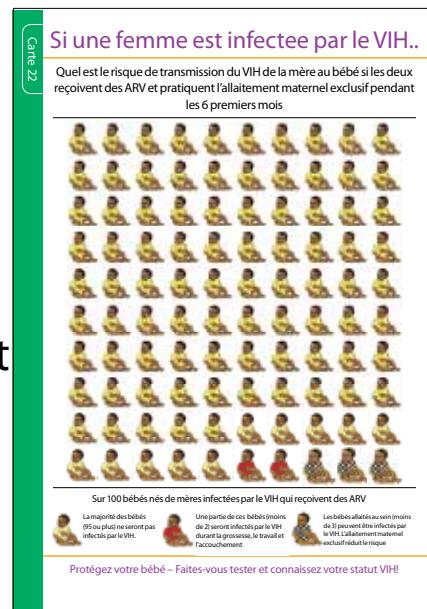 Carte 22
Si une femme est infectee par le VIH..
Quel est le risque de transmission du VIH de la mère au bébé si les deux
reçoivent des ARV et pratiquent l'allaitement maternel exclusif pendant
les 6 premiers mois
t
Sur 100 bébés nés de mères infectées par le VIH qui reçoivent des ARV
La majorité des bébés
(95 ou plus) ne seront pas
infectés par le VIH.
Une partie de ces bébés (moins
de 2) seront infectés par le VIH
durant la grossesse, le travail et
l'accouchement
Les bébés allaités au sein (moins
de 3) peuvent être infectés par
le VIH. L'allaitement maternel
exclusif réduit le risque
Protégez votre bébé – Faites-vous tester et connaissez votre statut VIH!